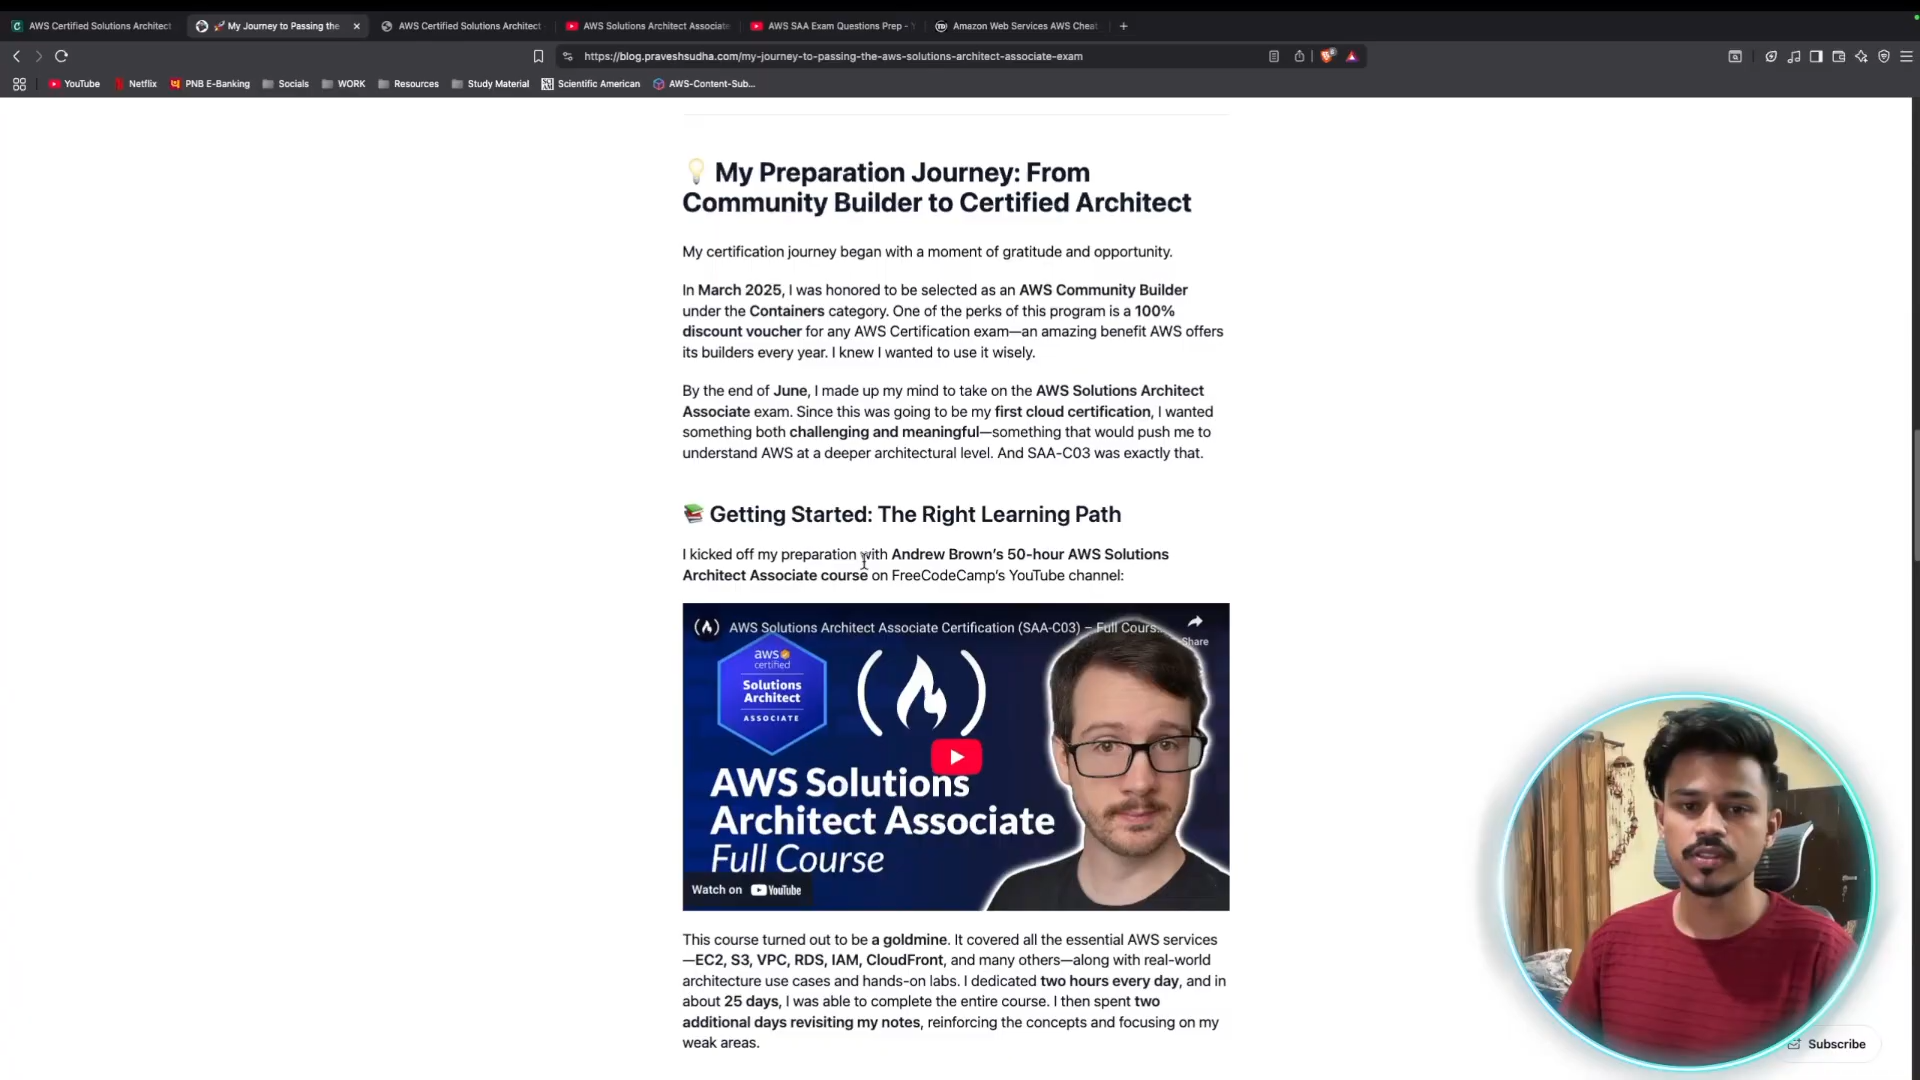 AWS Certified Solutions Architect
My Journey to Passing the
AWS Certified Solutions Architect
AWS Solutions Architect Associate
AWS SAA Exam Questions Prep -
Amazon Web Services AWS Chea
https://blog.praveshsudha.com/my-journey-to-passing-the-aws-solutions-architect-associate-exam
YouTube
Netflix
PNB E-Banking
Socials
WORK
Resources
Study Material
Scientific American
AWS-Content-Sub...
My Preparation Journey: From
Community Builder to Certified Architect
My certification journey began with a moment of gratitude and opportunity.
In March 2025, I was honored to be selected as an AWS Community Builder
under the Containers category. One of the perks of this program is a 100%
discount voucher for any AWS Certification exam—an amazing benefit AWS offers
its builders every year. I knew I wanted to use it wisely.
By the end of June, I made up my mind to take on the AWS Solutions Architect
Associate exam. Since this was going to be my first cloud certification, I wanted
something both challenging and meaningful—something that would push me to
understand AWS at a deeper architectural level. And SAA-C03 was exactly that.
Getting Started: The Right Learning Path
I kicked off my preparation with Andrew Brown's 50-hour AWS Solutions
Architect Associate course on FreeCodeCamp's YouTube channel:
AWS Solutions Architect Associate Certification (SAA-C03) – Full Cours...
Share
aws
certified
Solutions
Architect
ASSOCIATE
AWS Solutions
Architect Associate
Full Course
Watch on YouTube
This course turned out to be a goldmine. It covered all the essential AWS services
—EC2, S3, VPC, RDS, IAM, CloudFront, and many others—along with real-world
architecture use cases and hands-on labs. I dedicated two hours every day, and in
about 25 days, I was able to complete the entire course. I then spent two
additional days revisiting my notes, reinforcing the concepts and focusing on my
weak areas.
Subscribe